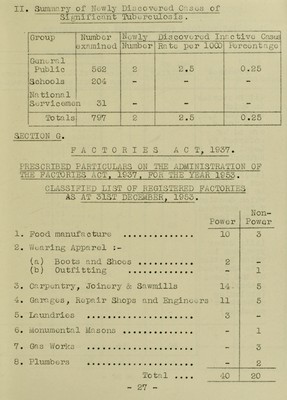 II. Summary of Newly Discovered Cases of
Significant Tuberculosis.
Group Number Newly Discovered Inactive Cases
examined Number Rate per 1000 Percentage
General
Public 562 2 2.5 0.25
Schools 204 - - -
National
Servicemen 31 - - -
Totals 797 2 2.5 0.25
SECTION G.
FACTORIES ACT, 1937.
PRESCRIBED PARTICULARS ON THE ADMINISTRATION OF
THE FACTORIES ACT, 1937, FOR THE YEAR 1953.
CLASSIFIED LIST OF REGISTERED FACTORIES
AS AT 31ST DECEMBER, 1953.
Power Non-
Power
1. Food manufacture .............. 10 3
2. Wearing Apparel :-
(a) Boots and Shoes ........... 2 -
(b) Outfitting ............. - 1
3. Carpentry, Joinery & Sawmills 14 5
4. Garages, Repair Shops and Engineers 11 5
5. Laundries ..................... 3 -
6. Monumental Masons ............... - 1
7. Gas Works ..................... - 3
8. Plumbers ..................... - 2
Total .... 40 20
- 27 -